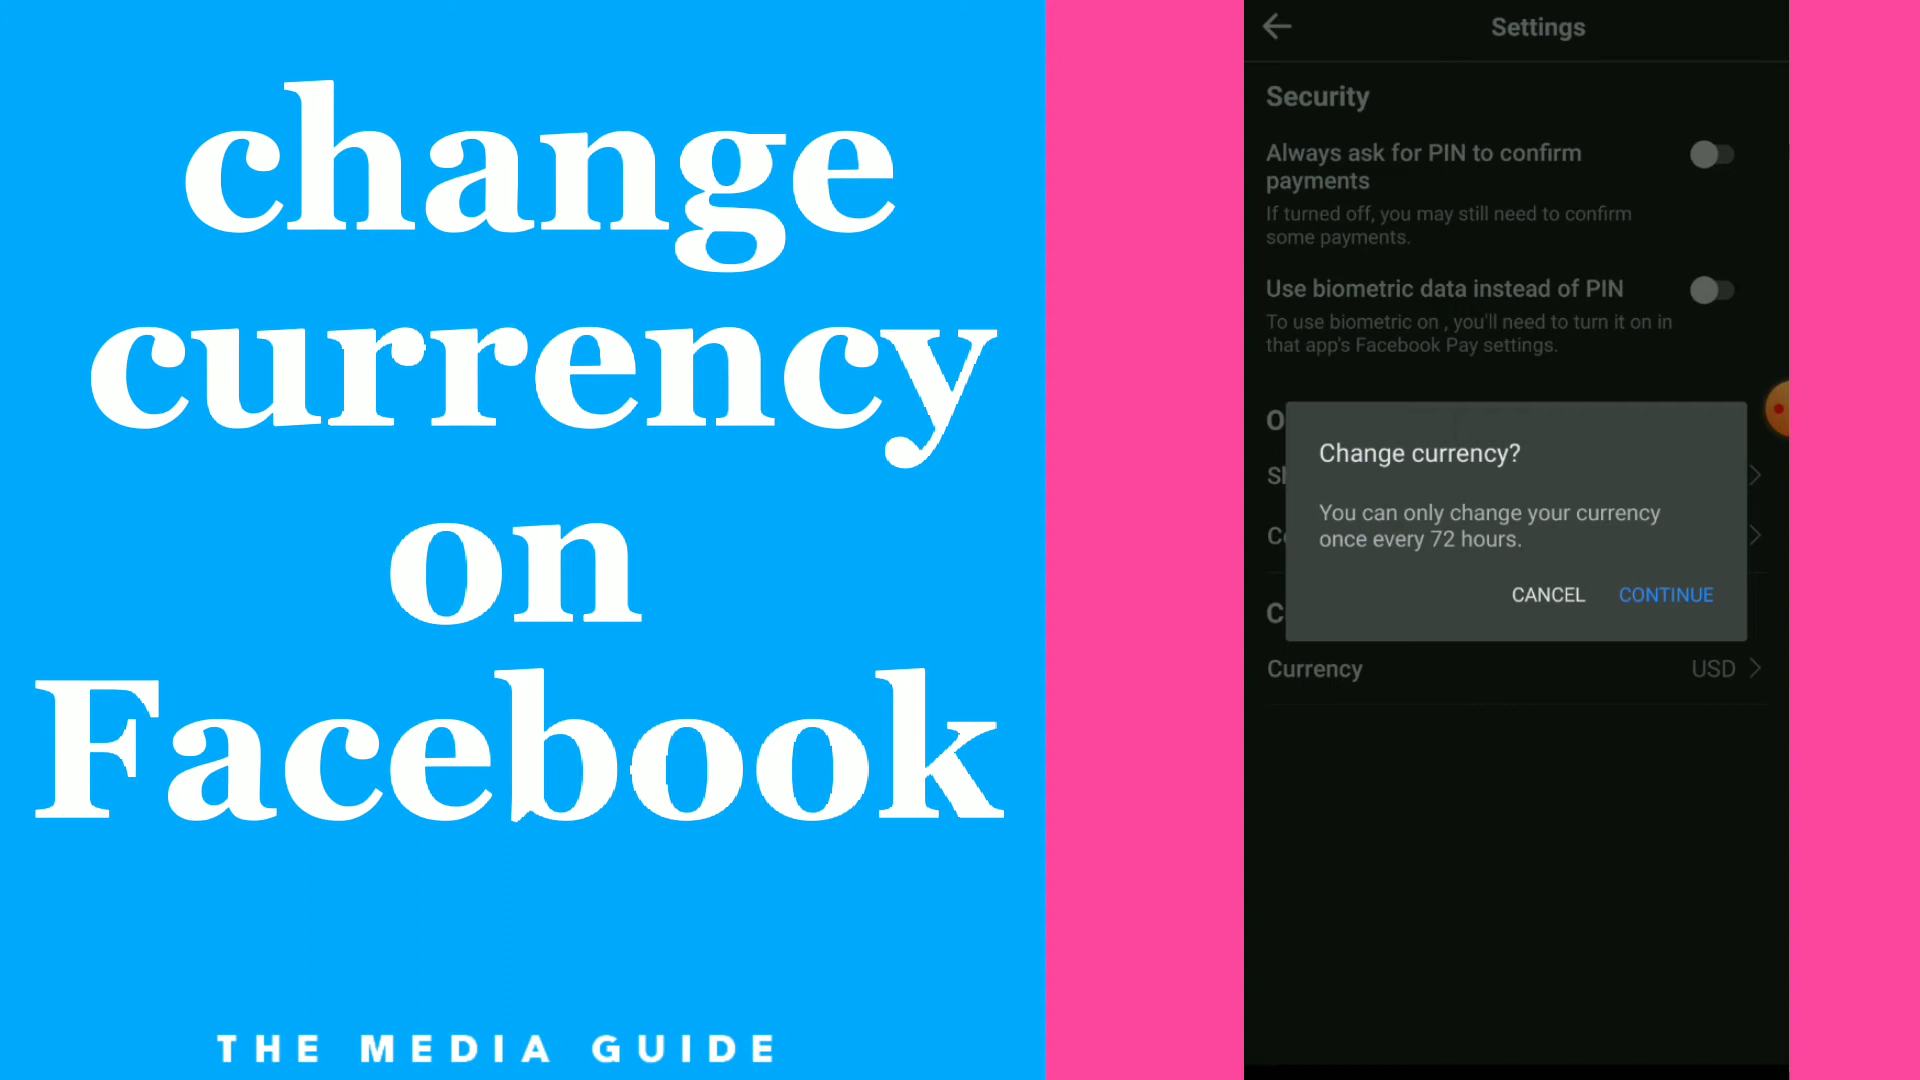 change
currency
on
Facebook
THE MEDIA GUIDE
Settings
Security
Always ask for PIN to confirm
payments
If turned off, you may still need to confirm
some payments.
Use biometric data instead of PIN
To use biometric on , you'll need to turn it on in
that app's Facebook Pay settings.
Change currency?
You can only change your currency
once every 72 hours.
CANCEL CONTINUE
Currency USD